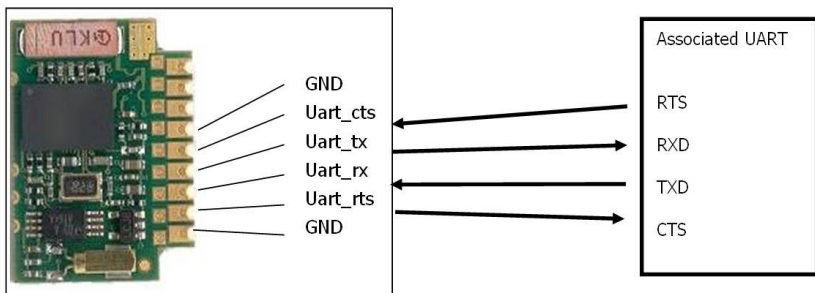 GND
Uart_cts
Uart_tx
Uart_rx
Uart_rts
GND
Associated UART
RTS
RXD
TXD
CTS